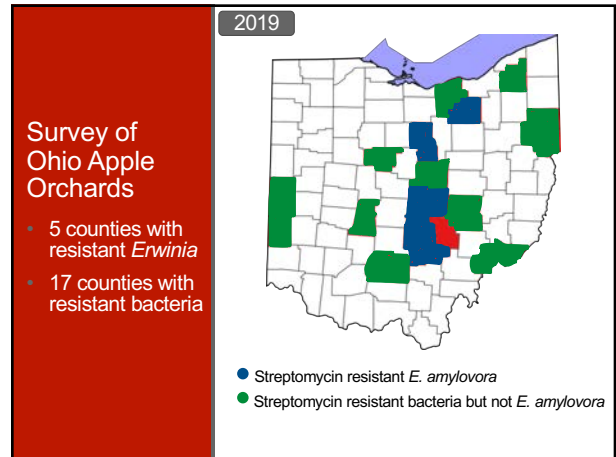 2019
Survey of
Ohio Apple
Orchards
• 5 counties with
resistant Erwinia
• 17 counties with
resistant bacteria
Streptomycin resistant E. amylovora
Streptomycin resistant bacteria but not E. amylovora